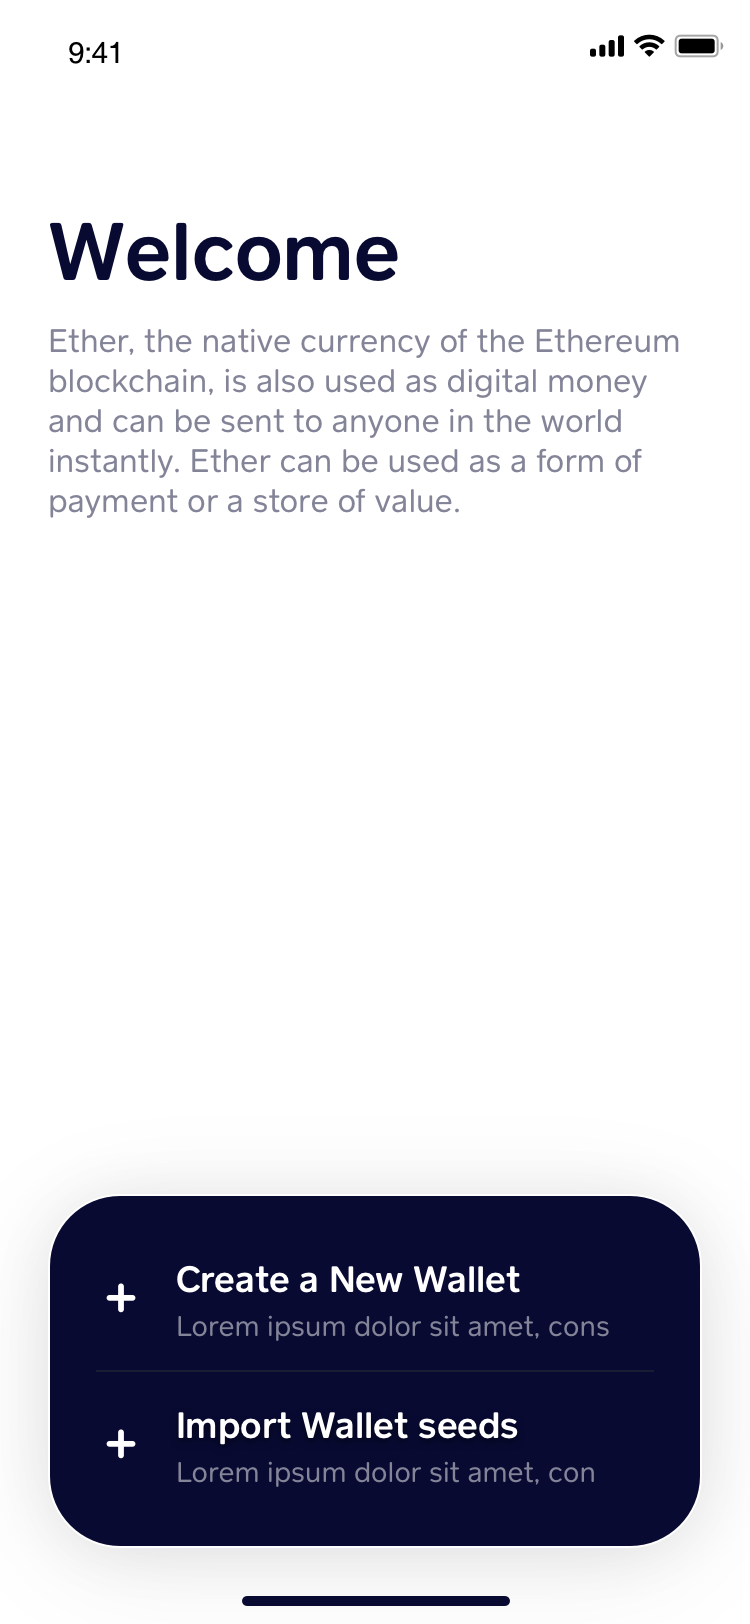 9:41
Welcome
Ether, the native currency of the Ethereum
blockchain, is also used as digital money
and can be sent to anyone in the world
instantly. Ether can be used as a form of
payment or a store of value.
Create a New Wallet
Lorem ipsum dolor sit amet, cons
Import Wallet seeds
Lorem ipsum dolor sit amet, con